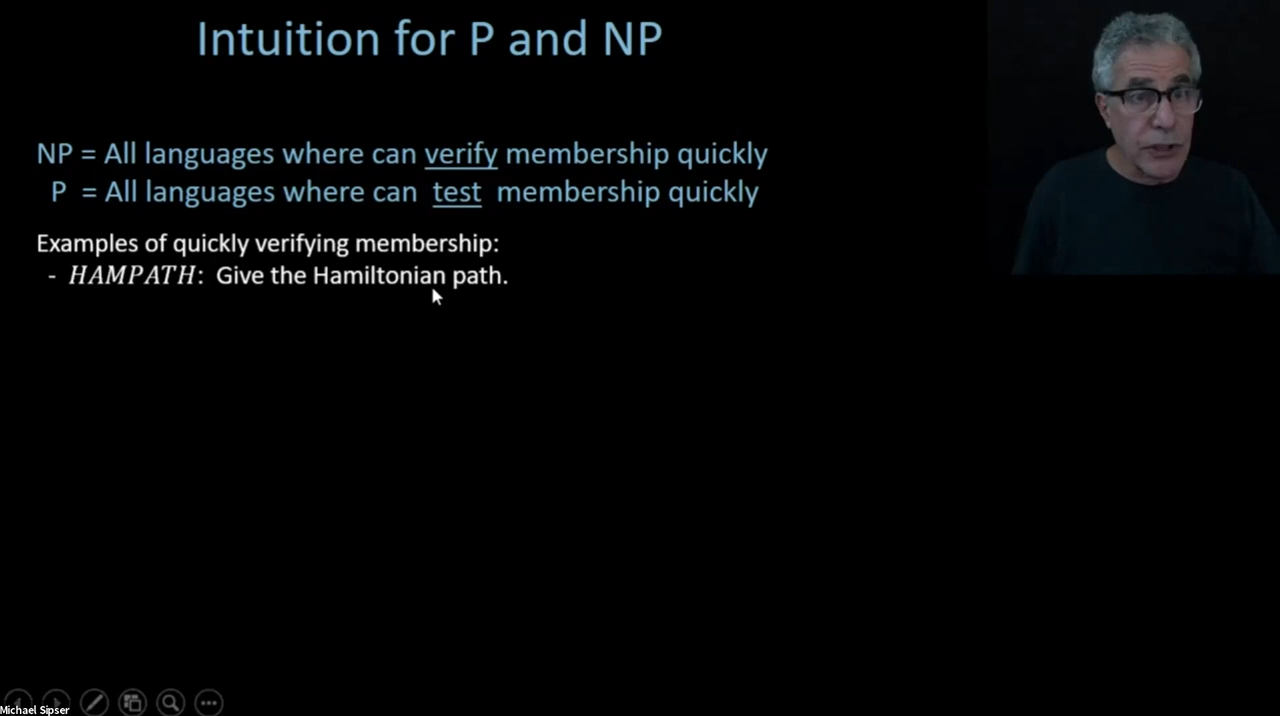 Intuition for P and NP
NP = All languages where can verify membership quickly
P = All languages where can test membership quickly
Examples of quickly verifying membership:
- HAMPATH: Give the Hamiltonian path.
Michael Sipser